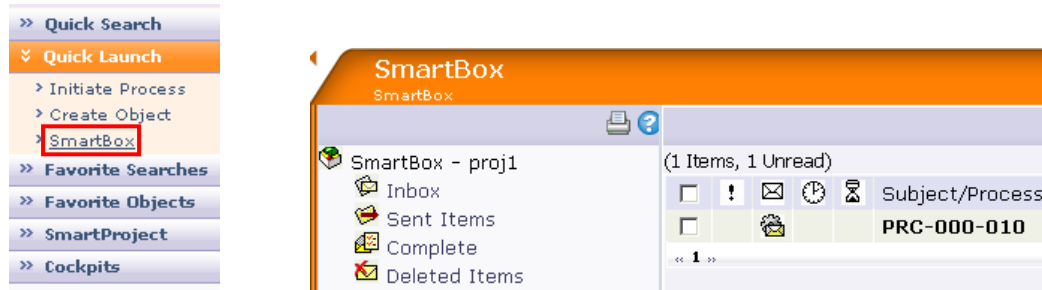 Quick Search
Quick Launch
Initiate Process
Create Object
SmartBox
Favorite Searches
Favorite Objects
SmartProject
Cockpits
SmartBox
SmartBox
SmartBox - proj1
Inbox
Sent Items
Complete
Deleted Items
(1 Items, 1 Unread)
Subject/Process
PRC-000-010
« 1 »